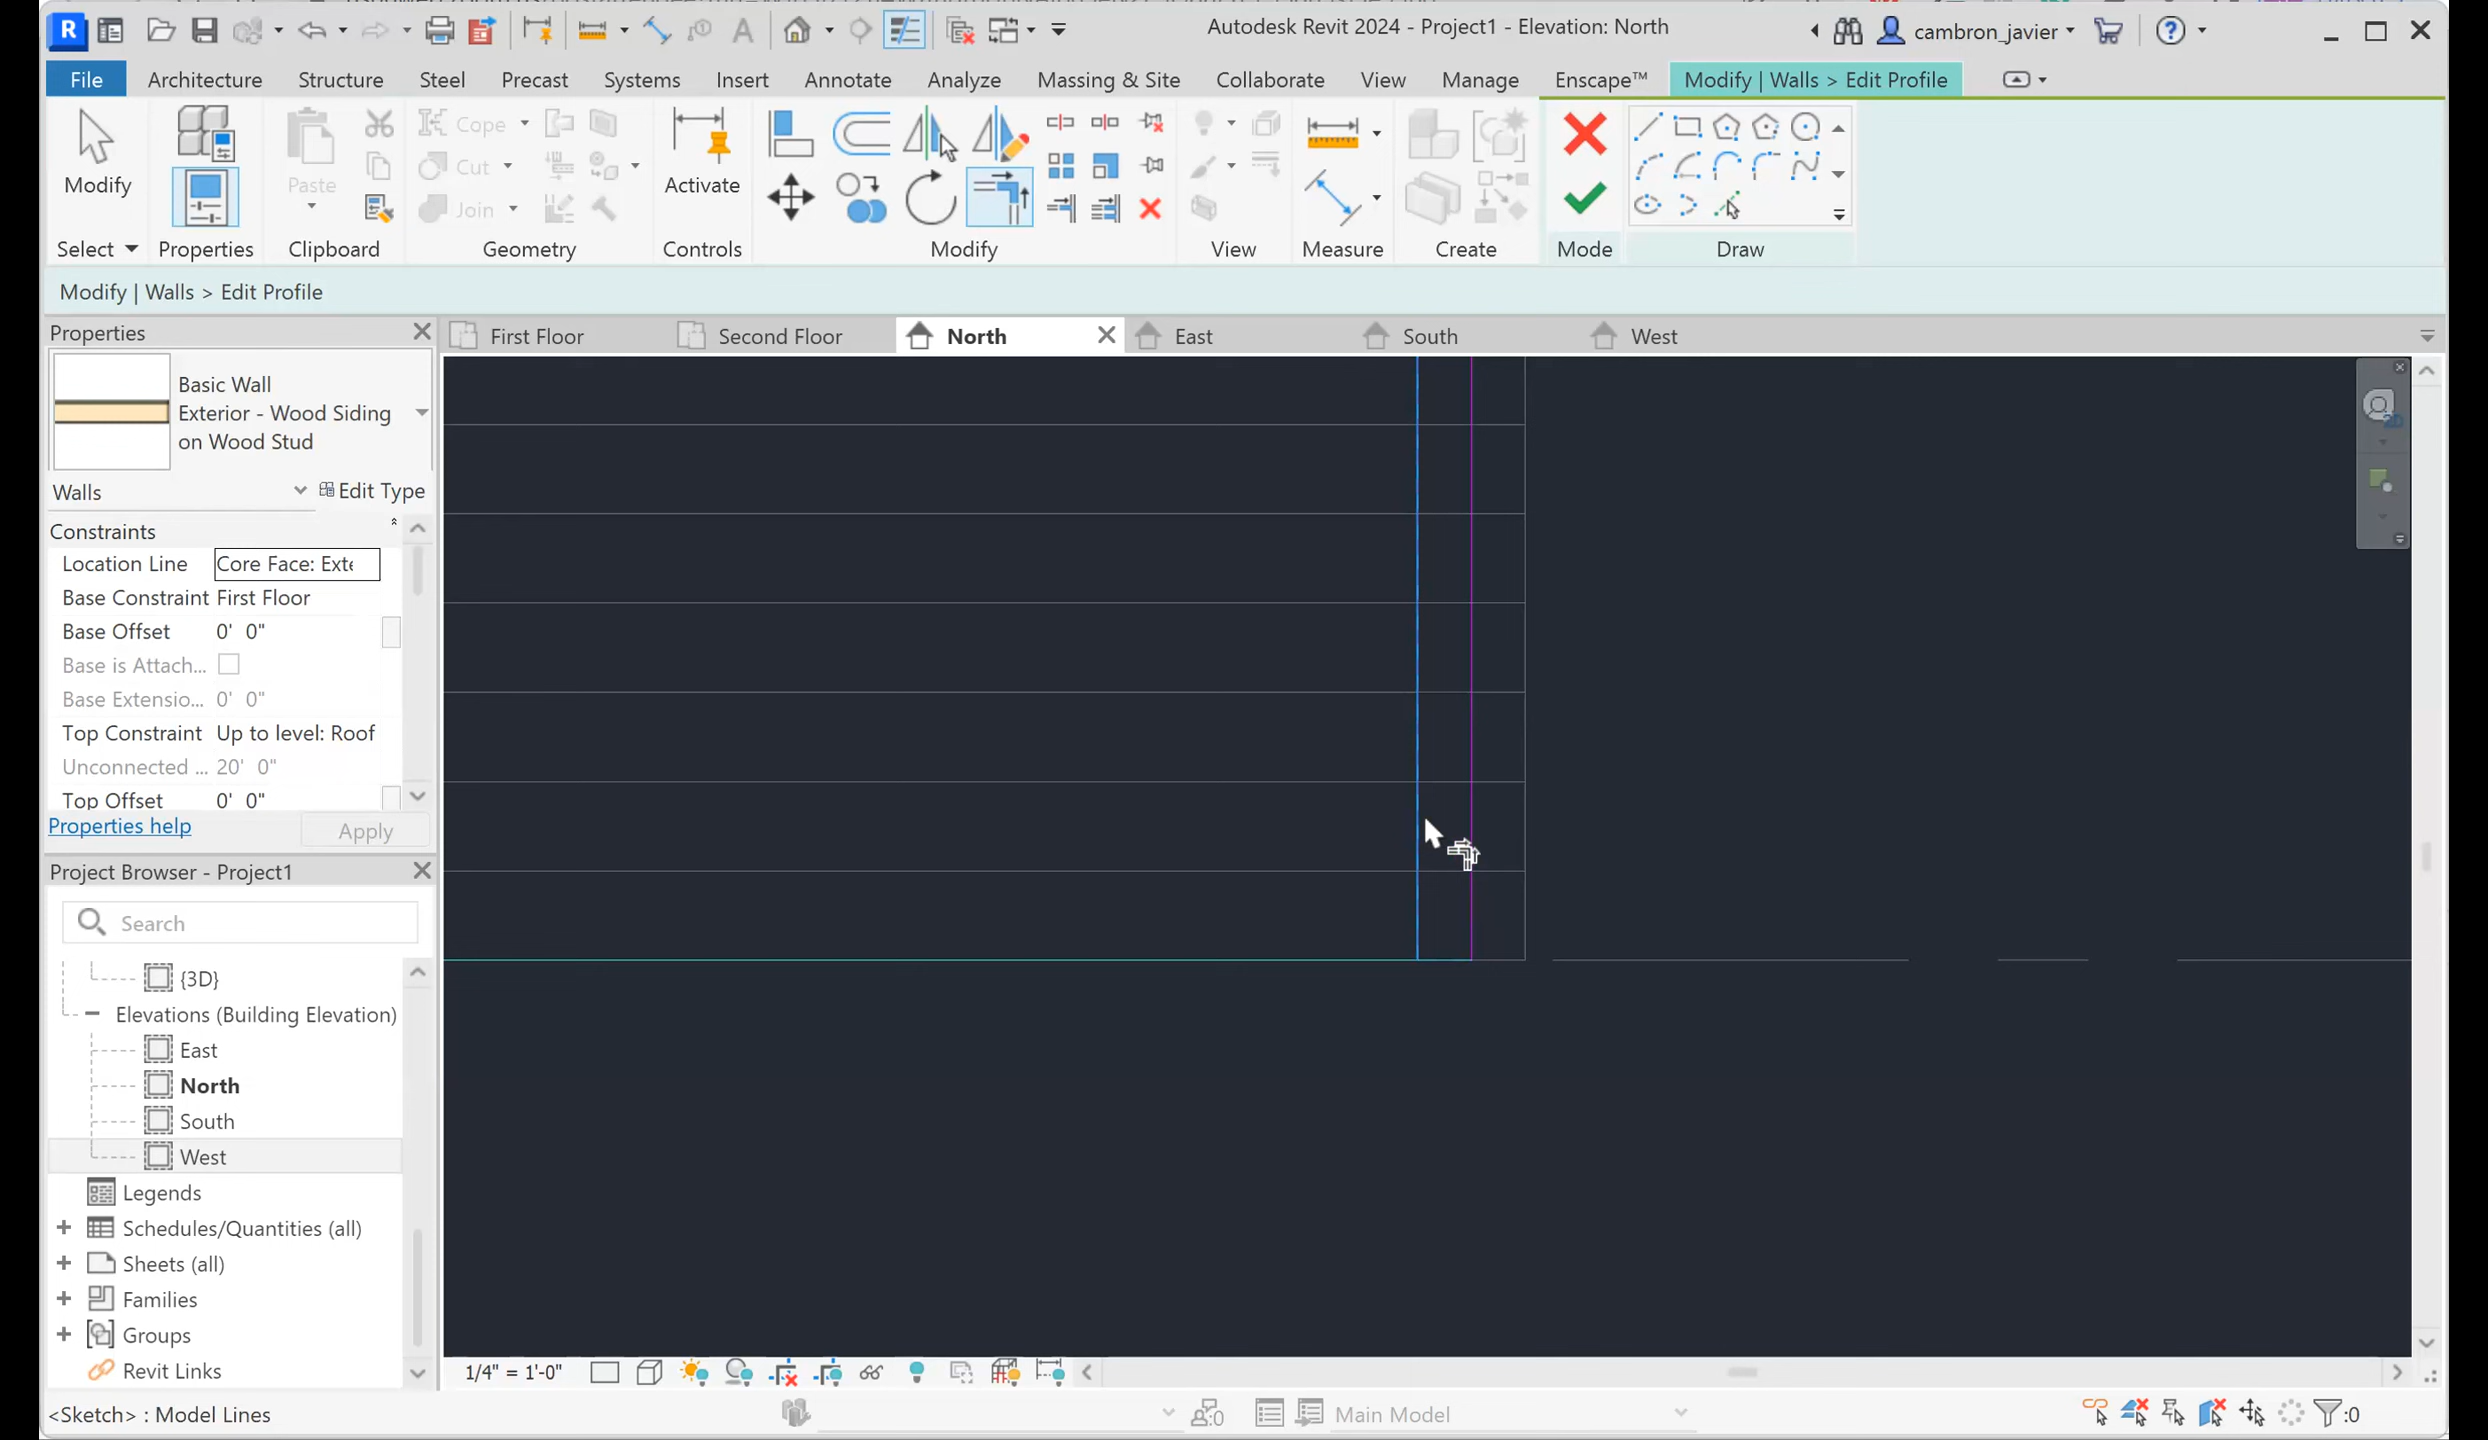 R
Autodesk Revit 2024 - Project1 - Elevation: North
cambron_javier
File Architecture Structure Steel Precast Systems Insert Annotate Analyze Massing & Site Collaborate View Manage Enscape™ Modify | Walls > Edit Profile
Cope
Cut
Join
Modify
Paste
Activate
Select Properties Clipboard Geometry Controls Modify View Measure Create Mode Draw
Modify | Walls > Edit Profile
Properties
First Floor Second Floor North East South West
Basic Wall
Exterior - Wood Siding
on Wood Stud
Walls Edit Type
Constraints
Location Line Core Face: Exte
Base Constraint First Floor
Base Offset 0' 0"
Base is Attach...
Base Extensio... 0' 0"
Top Constraint Up to level: Roof
Unconnected ... 20' 0"
Top Offset 0' 0"
Properties help Apply
Project Browser - Project1
Search
{3D}
Elevations (Building Elevation)
East
North
South
West
Legends
Schedules/Quantities (all)
Sheets (all)
Families
Groups
Revit Links
2D
1/4" = 1'-0"
<Sketch> : Model Lines
:0
Main Model
:0